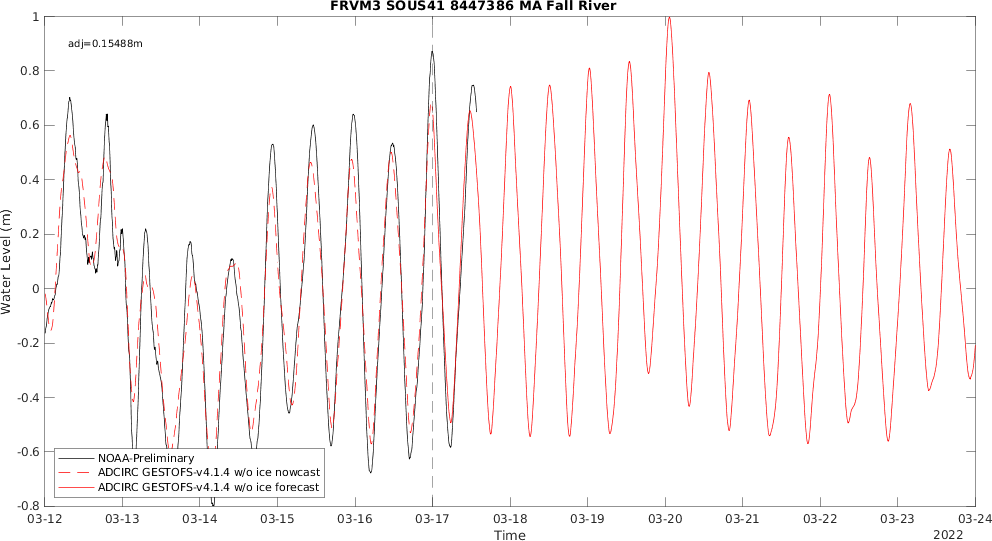 FRVM3 SOUS41 8447386 MA Fall River
adj=0.15488m
Water Level (m)
1
0.8
0.6
0.4
0.2
0
-0.2
-0.4
-0.6
-0.8
NOAA-Preliminary
ADCIRC GESTOFS-v4.1.4 w/o ice nowcast
ADCIRC GESTOFS-v4.1.4 w/o ice forecast
03-12 03-13 03-14 03-15 03-16 03-17 03-18 03-19 03-20 03-21 03-22 03-23 03-24
Time
2022